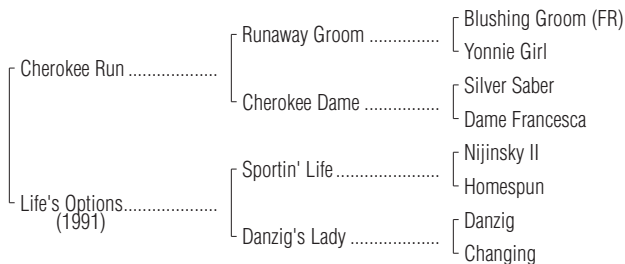 Blushing Groom (FR)
Runaway Groom ..................
Yonnie Girl
Cherokee Run ...................
Silver Saber
Cherokee Dame ................
Dame Francesca
Nijinsky II
Sportin' Life ......................
Homespun
Life's Options....................
(1991)
Danzig
Danzig's Lady ....................
Changing